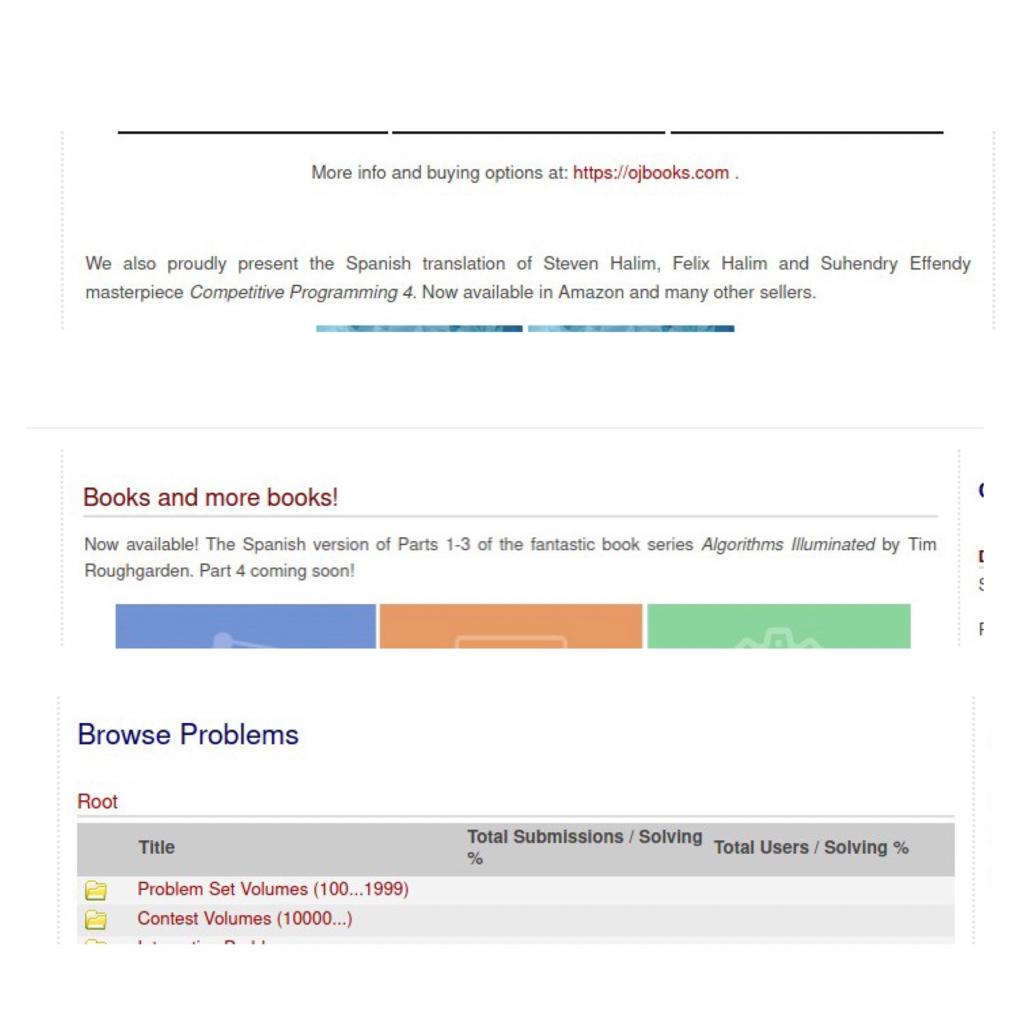 More info and buying options at: https://ojbooks.com .
We also proudly present the Spanish translation of Steven Halim, Felix Halim and Suhendry Effendy
masterpiece Competitive Programming 4. Now available in Amazon and many other sellers.
Books and more books!
Now available! The Spanish version of Parts 1-3 of the fantastic book series Algorithms Illuminated by Tim
Roughgarden. Part 4 coming soon!
Browse Problems
Root
Title
Total Submissions / Solving
%
Total Users / Solving %
Problem Set Volumes (100...1999)
Contest Volumes (10000...)